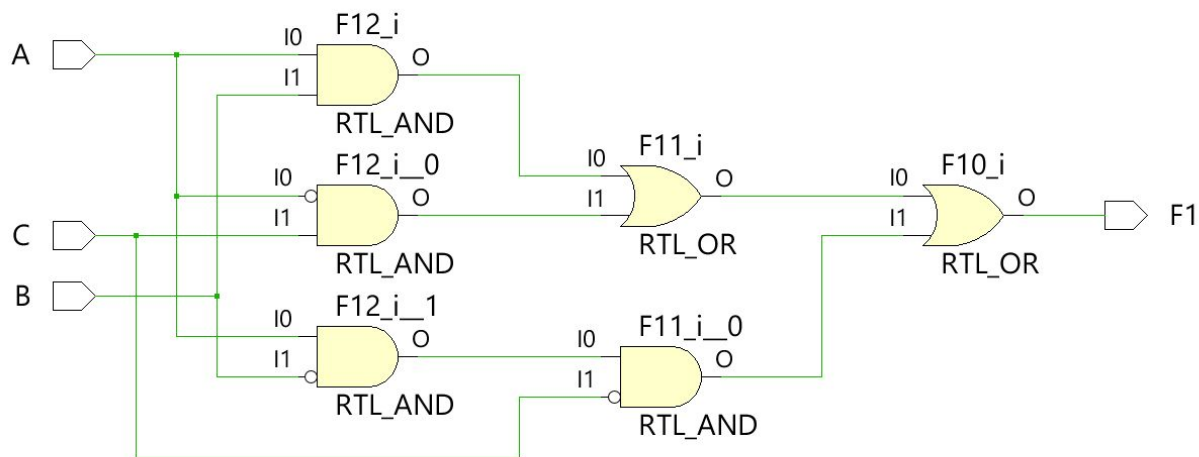 F12_i
A
I0
O
I1
RTL_AND
F12_i__0
I0
O
I1
RTL_AND
C
B
F12_i__1
I0
O
I1
RTL_AND
F11_i
I0
O
I1
RTL_OR
F11_i__0
I0
O
I1
RTL_AND
F10_i
I0
O
I1
RTL_OR
F1